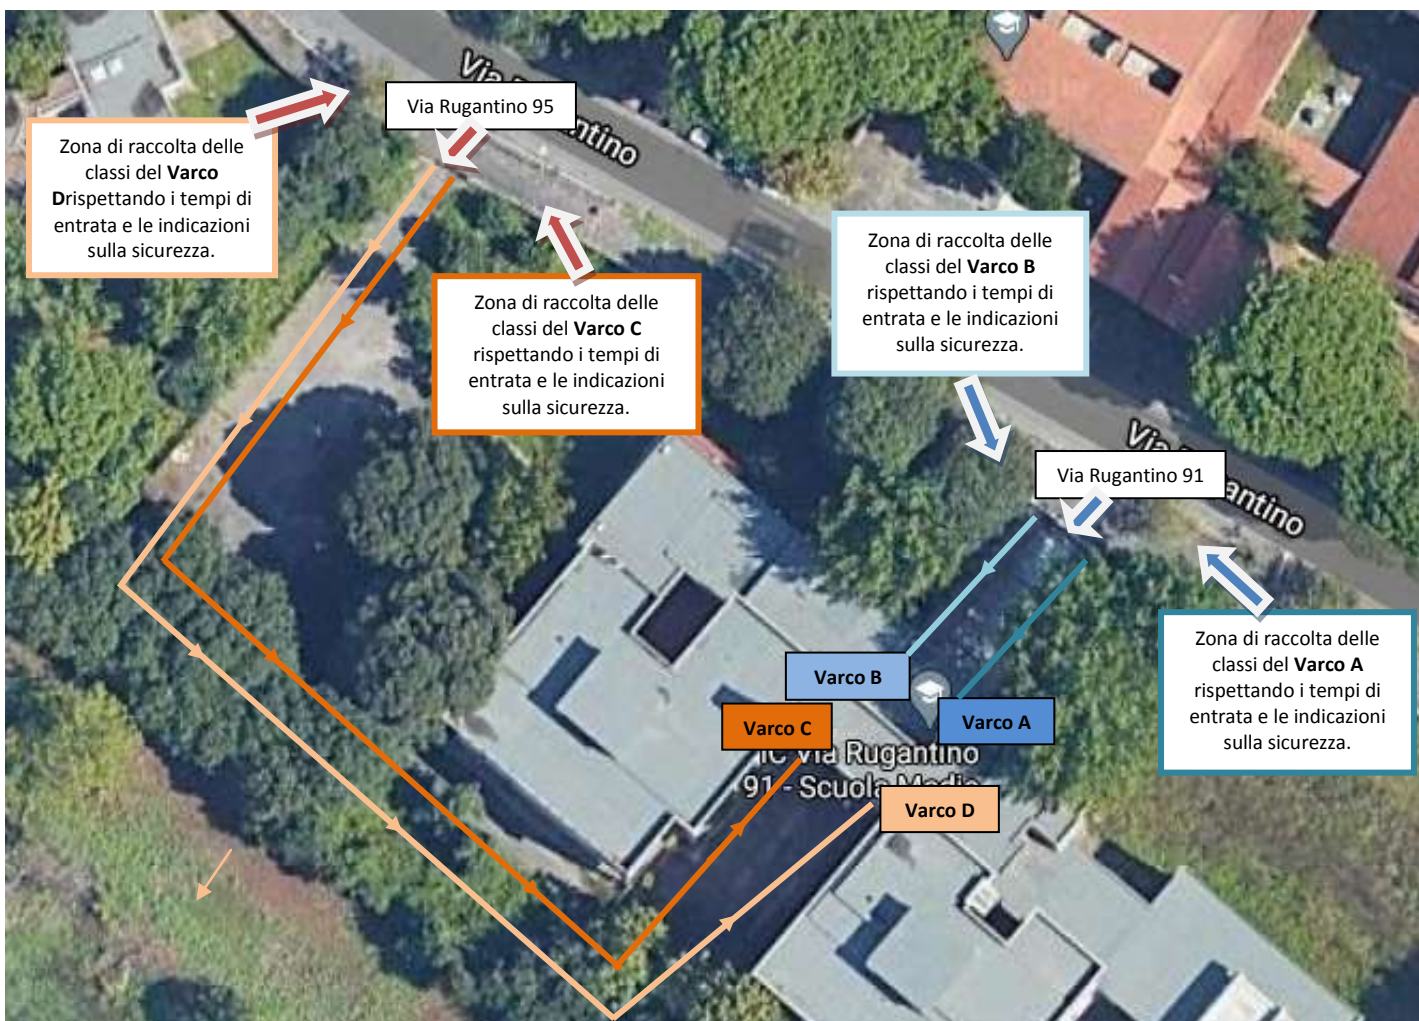 Via Rugantino
Via Rugantino 95
Zona di raccolta delle
classi del Varco
Drispettando i tempi di
entrata e le indicazioni
sulla sicurezza.
Zona di raccolta delle
classi del Varco C
rispettando i tempi di
entrata e le indicazioni
sulla sicurezza.
Zona di raccolta delle
classi del Varco B
rispettando i tempi di
entrata e le indicazioni
sulla sicurezza.
Via Rugantino
Via Rugantino 91
Zona di raccolta delle
classi del Varco A
rispettando i tempi di
entrata e le indicazioni
sulla sicurezza.
Varco B
Varco A
Varco C
IC Via Rugantino
91 - Scuola Media
Varco D